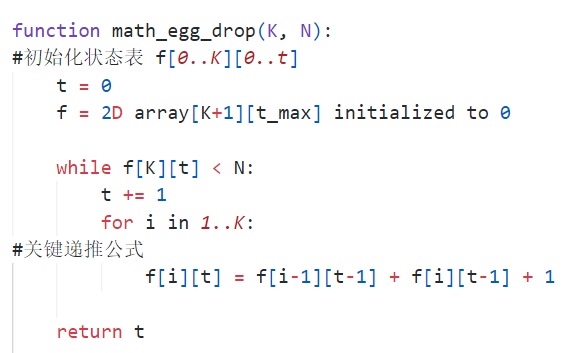 function math_egg_drop(K, N):
#初始化状态表 f[0..K][0..t]
    t = 0
    f = 2D array[K+1][t_max] initialized to 0

    while f[K][t] < N:
        t += 1
        for i in 1..K:
#关键递推公式
            f[i][t] = f[i-1][t-1] + f[i][t-1] + 1

    return t